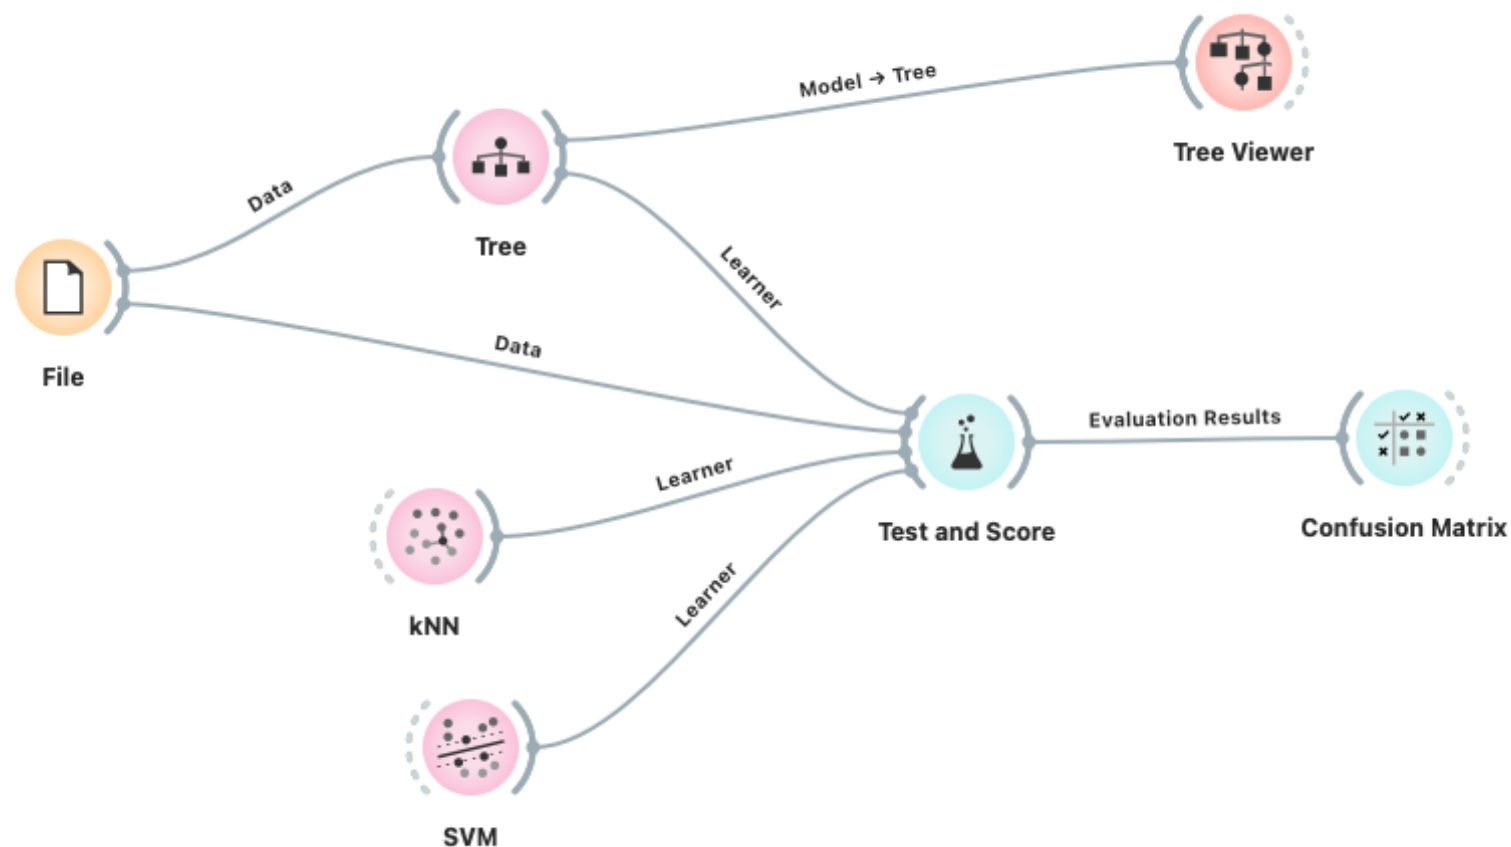 Model → Tree
Tree Viewer
Data
Tree
Learner
File
Data
Evaluation Results
Learner
Test and Score
Confusion Matrix
kNN
Learner
SVM